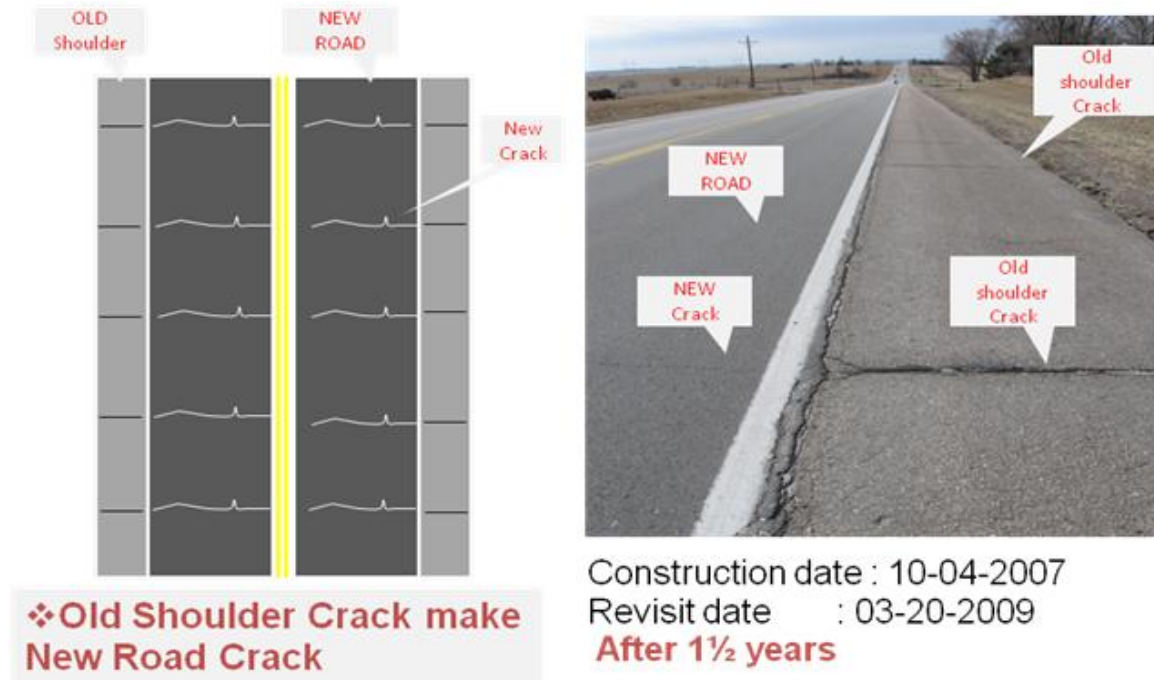 OLD
Shoulder
NEW
ROAD
New
Crack
❖Old Shoulder Crack make
New Road Crack
Old
shoulder
Crack
NEW
ROAD
NEW
Crack
Old
shoulder
Crack
Construction date : 10-04-2007
Revisit date : 03-20-2009
After 1½ years